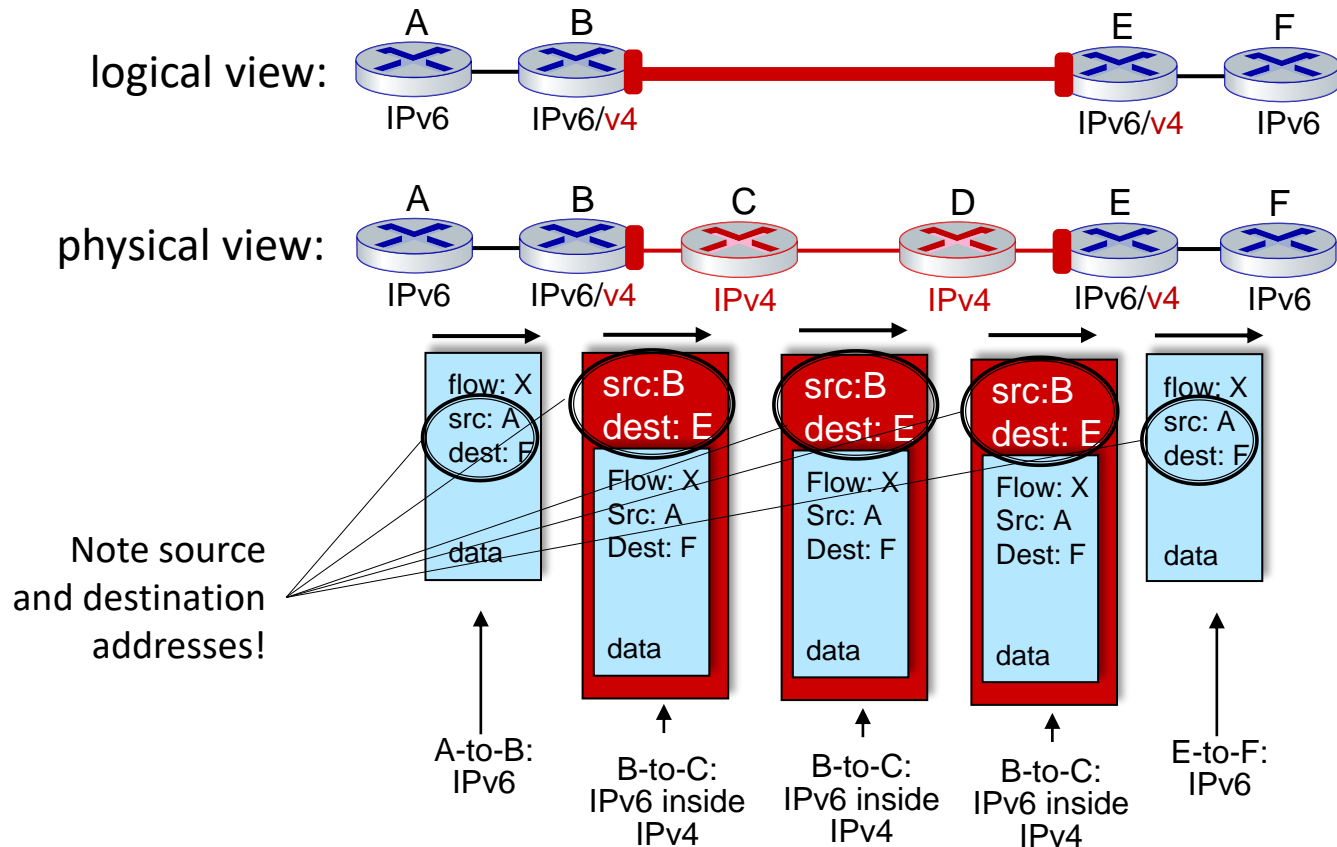 A
B
E
F
logical view:
IPv6
IPv6/v4
IPv6/v4
IPv6
A
B
C
D
E
F
physical view:
IPv6
IPv6/v4
IPv4
IPv4
IPv6/v4
IPv6
flow: X
src: A
dest: F
data
src:B
dest: E
Flow: X
Src: A
Dest: F
data
src:B
dest: E
Flow: X
Src: A
Dest: F
data
src:B
dest: E
Flow: X
Src: A
Dest: F
data
flow: X
src: A
dest: F
data
Note source
and destination
addresses!
A-to-B:
IPv6
B-to-C:
IPv6 inside
IPv4
B-to-C:
IPv6 inside
IPv4
B-to-C:
IPv6 inside
IPv4
E-to-F:
IPv6